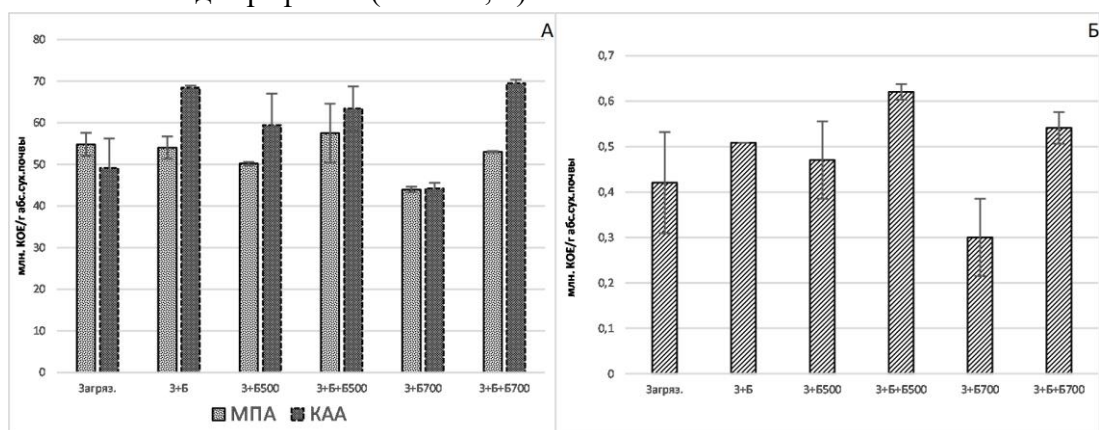 А
млн. КОЕ/г абс.сух.почвы
80
70
60
50
40
30
20
10
0
Загряз.
З+Б
З+Б500
З+Б+Б500
З+Б700
З+Б+Б700
МПА
КАА
Б
млн. КОЕ/г абс.сух.почвы
0,7
0,6
0,5
0,4
0,3
0,2
0,1
0
Загряз.
З+Б
З+Б500
З+Б+Б500
З+Б700
З+Б+Б700